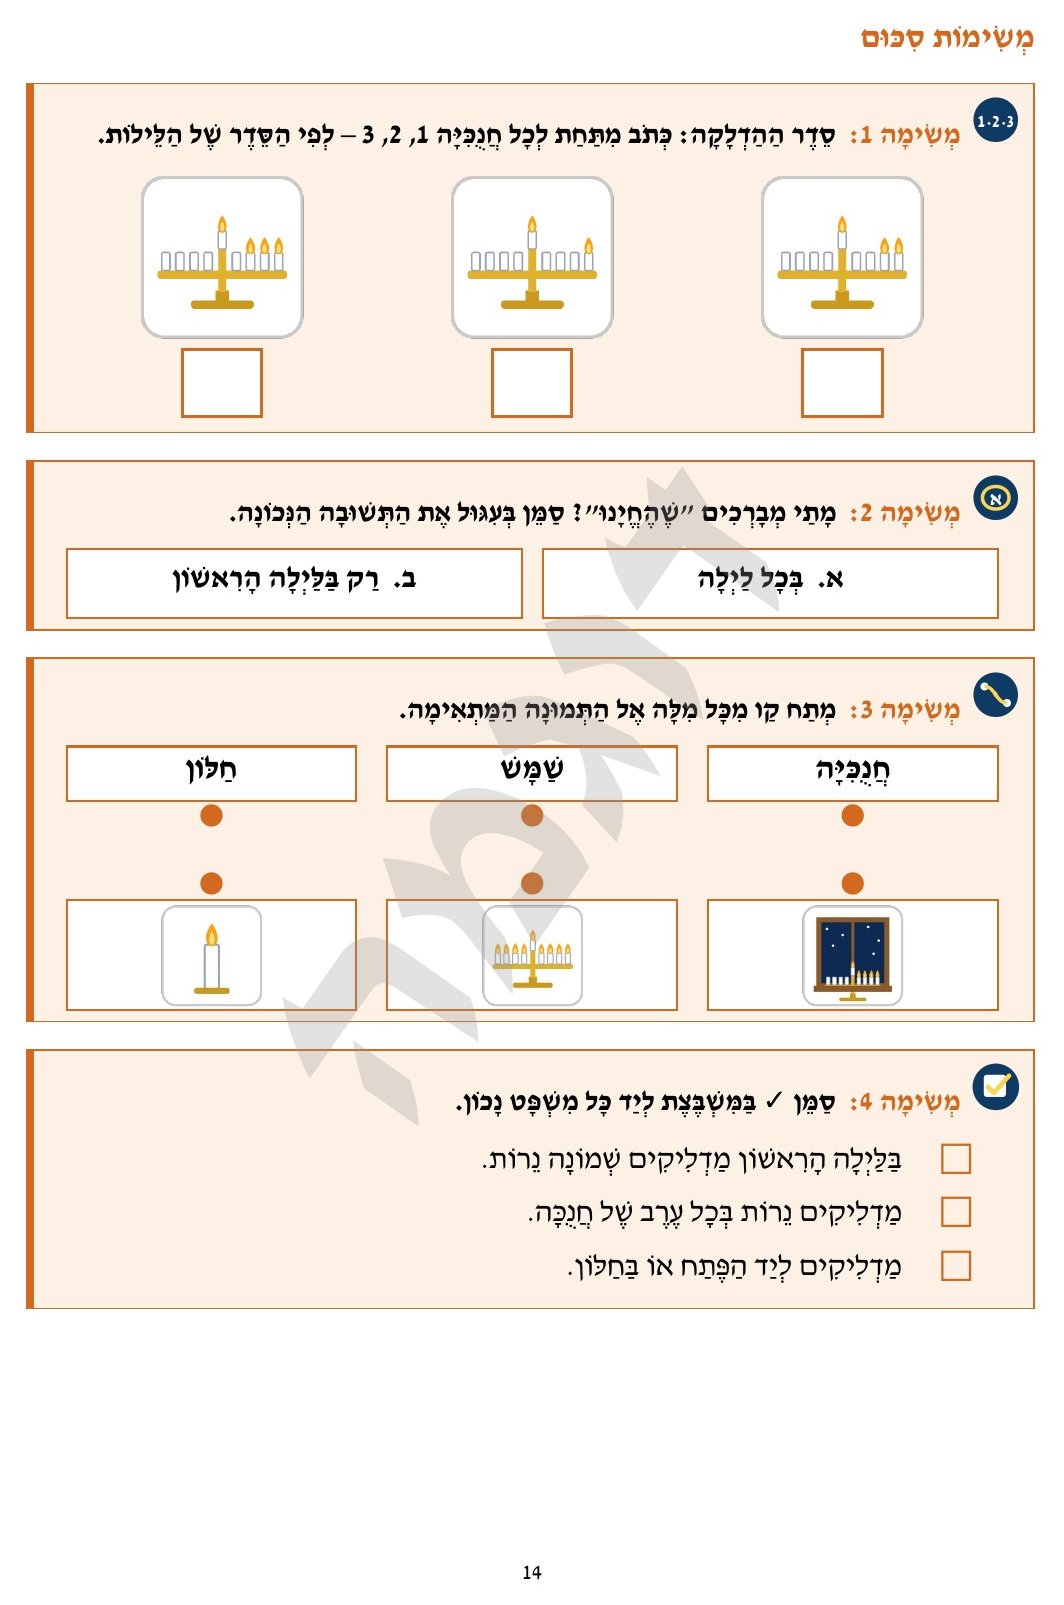 מְשִׂימוֹת סִכּוּם
1·2·3
מְשִׂימָה 1: סֵדֶר הַהַדְלָקָה: כְּתֹב מִתַּחַת לְכָל חֲנֻכִּיָּה 1, 2, 3 – לְפִי הַסֵּדֶר שֶׁל הַלֵּילוֹת.
א
מְשִׂימָה 2: מָתַי מְבָרְכִים "שֶׁהֶחֱיָנוּ"? סַמֵּן בְּעִגּוּל אֶת הַתְּשׁוּבָה הַנְּכוֹנָה.
א. בְּכָל לַיְלָה
ב. רַק בַּלַּיְלָה הָרִאשׁוֹן
מְשִׂימָה 3: מְתַח קַו מִכָּל מִלָּה אֶל הַתְּמוּנָה הַמַּתְאִימָה.
חֲנֻכִּיָּה
שַׁמָּשׁ
חַלּוֹן
מְשִׂימָה 4: סַמֵּן ✓ בַּמִּשְׁבֶּצֶת לְיַד כָּל מִשְׁפָּט נָכוֹן.
בַּלַּיְלָה הָרִאשׁוֹן מַדְלִיקִים שְׁמוֹנָה נֵרוֹת.
מַדְלִיקִים נֵרוֹת בְּכָל עֶרֶב שֶׁל חֲנֻכָּה.
מַדְלִיקִים לְיַד הַפֶּתַח אוֹ בַּחַלּוֹן.
דוגמה
14